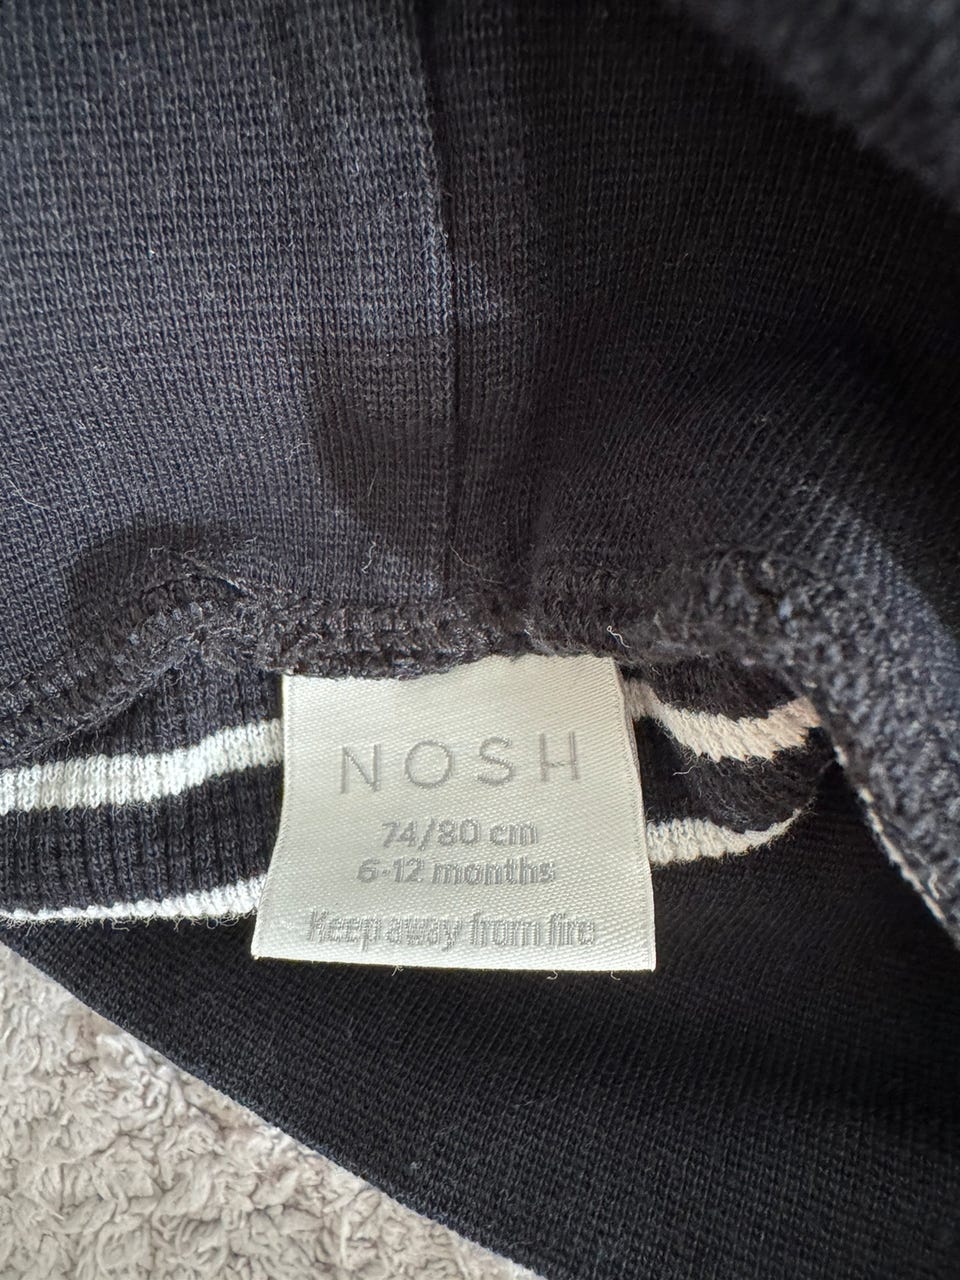 NOSH
74/80 cm
6-12 months
Keep away from fire